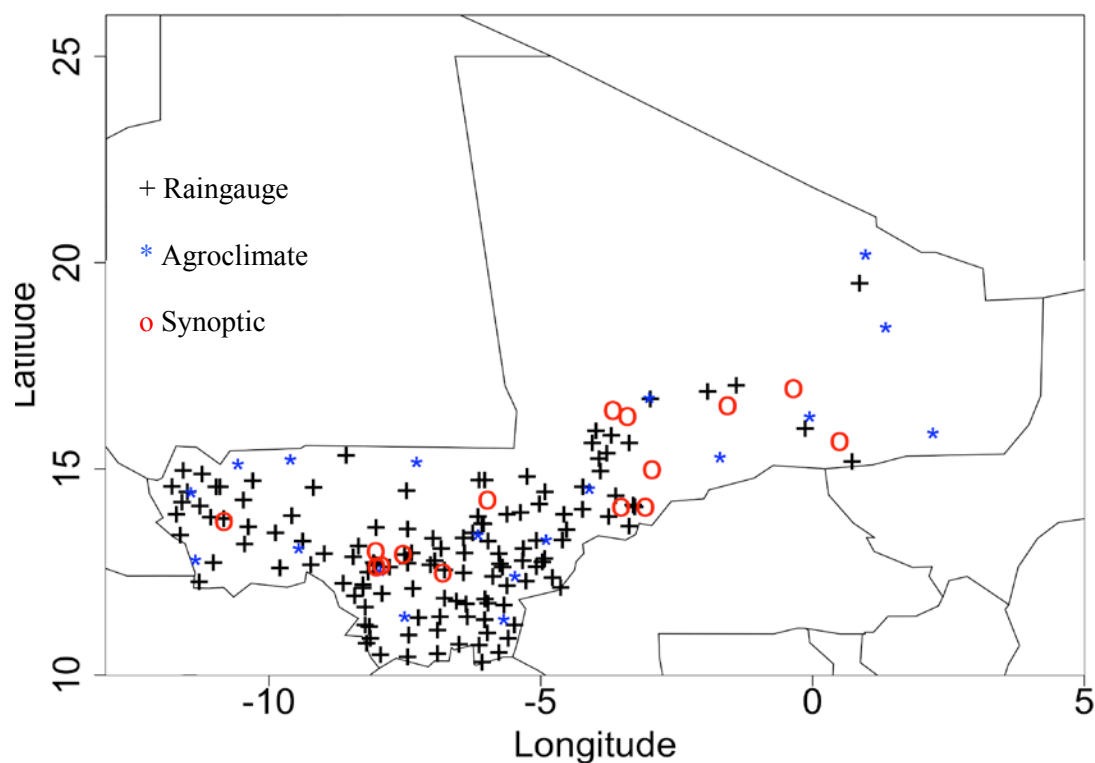 25
+ Raingauge
* Agroclimate
20
o Synoptic
Latitude
15
10
-10 -5 0 5
Longitude